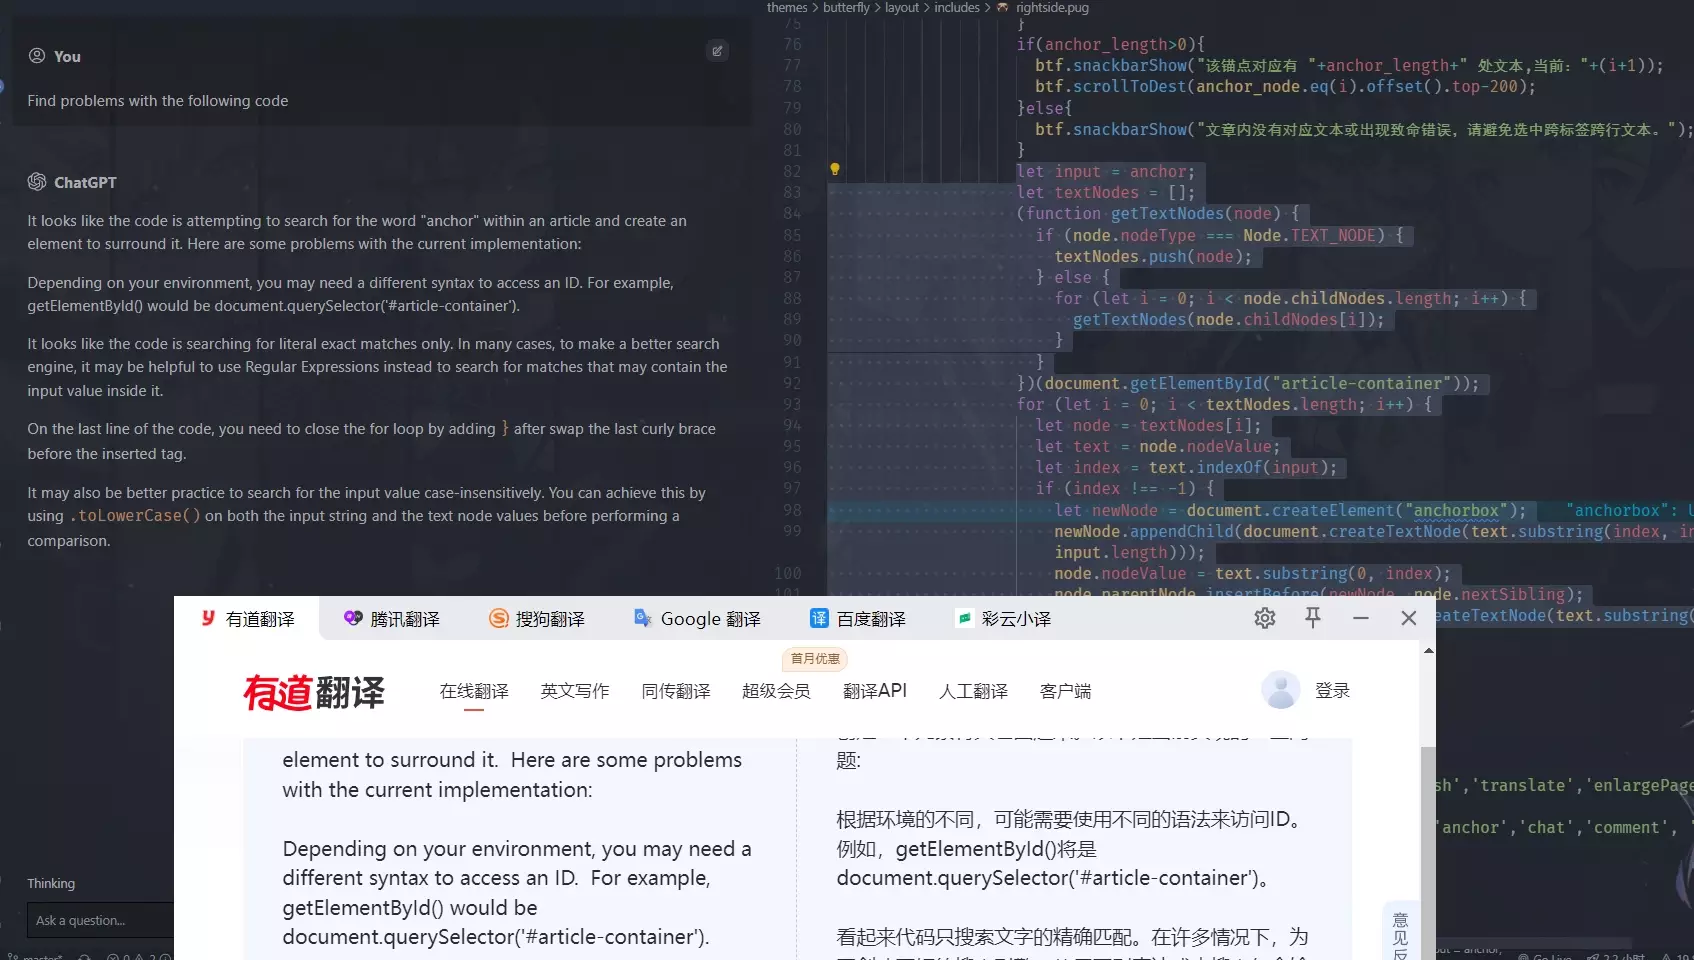 themes > butterfly > layout > includes > rightside.pug
You
Find problems with the following code
ChatGPT
It looks like the code is attempting to search for the word "anchor" within an article and create an
element to surround it. Here are some problems with the current implementation:
Depending on your environment, you may need a different syntax to access an ID. For example,
getElementById() would be document.querySelector('#article-container').
It looks like the code is searching for literal exact matches only. In many cases, to make a better search
engine, it may be helpful to use Regular Expressions instead to search for matches that may contain the
input value inside it.
On the last line of the code, you need to close the for loop by adding } after swap the last curly brace
before the inserted tag.
It may also be better practice to search for the input value case-insensitively. You can achieve this by
using .toLowerCase() on both the input string and the text node values before performing a
comparison.
Thinking
Ask a question...
75 }
76 if(anchor_length>0){
77 btf.snackbarShow("该锚点对应有 "+anchor_length+" 处文本,当前："+(i+1));
78 btf.scrollToDest(anchor_node.eq(i).offset().top-200);
79 }else{
80 btf.snackbarShow("文章内没有对应文本或出现致命错误，请避免选中跨标签跨行文本。");
81 }
82 let input = anchor;
83 let textNodes = [];
84 (function getTextNodes(node) {
85 if (node.nodeType === Node.TEXT_NODE) {
86 textNodes.push(node);
87 } else {
88 for (let i = 0; i < node.childNodes.length; i++) {
89 getTextNodes(node.childNodes[i]);
90 }
91 }
92 })(document.getElementById("article-container"));
93 for (let i = 0; i < textNodes.length; i++) {
94 let node = textNodes[i];
95 let text = node.nodeValue;
96 let index = text.indexOf(input);
97 if (index !== -1) {
98 let newNode = document.createElement("anchorbox"); "anchorbox": U
99 newNode.appendChild(document.createTextNode(text.substring(index, in
input.length)));
100 node.nodeValue = text.substring(0, index);
101 node.parentNode.insertBefore(newNode, node.nextSibling);
eateTextNode(text.substring(
sh','translate','enlargePage
'anchor','chat','comment',
有道翻译 腾讯翻译 搜狗翻译 Google 翻译 百度翻译 彩云小译
首月优惠
有道翻译 在线翻译 英文写作 同传翻译 超级会员 翻译API 人工翻译 客户端 登录
element to surround it. Here are some problems
with the current implementation:
Depending on your environment, you may need a
different syntax to access an ID. For example,
getElementById() would be
document.querySelector('#article-container').
题:
根据环境的不同，可能需要使用不同的语法来访问ID。
例如，getElementById()将是
document.querySelector('#article-container')。
看起来代码只搜索文字的精确匹配。在许多情况下，为
意见反
Go Live